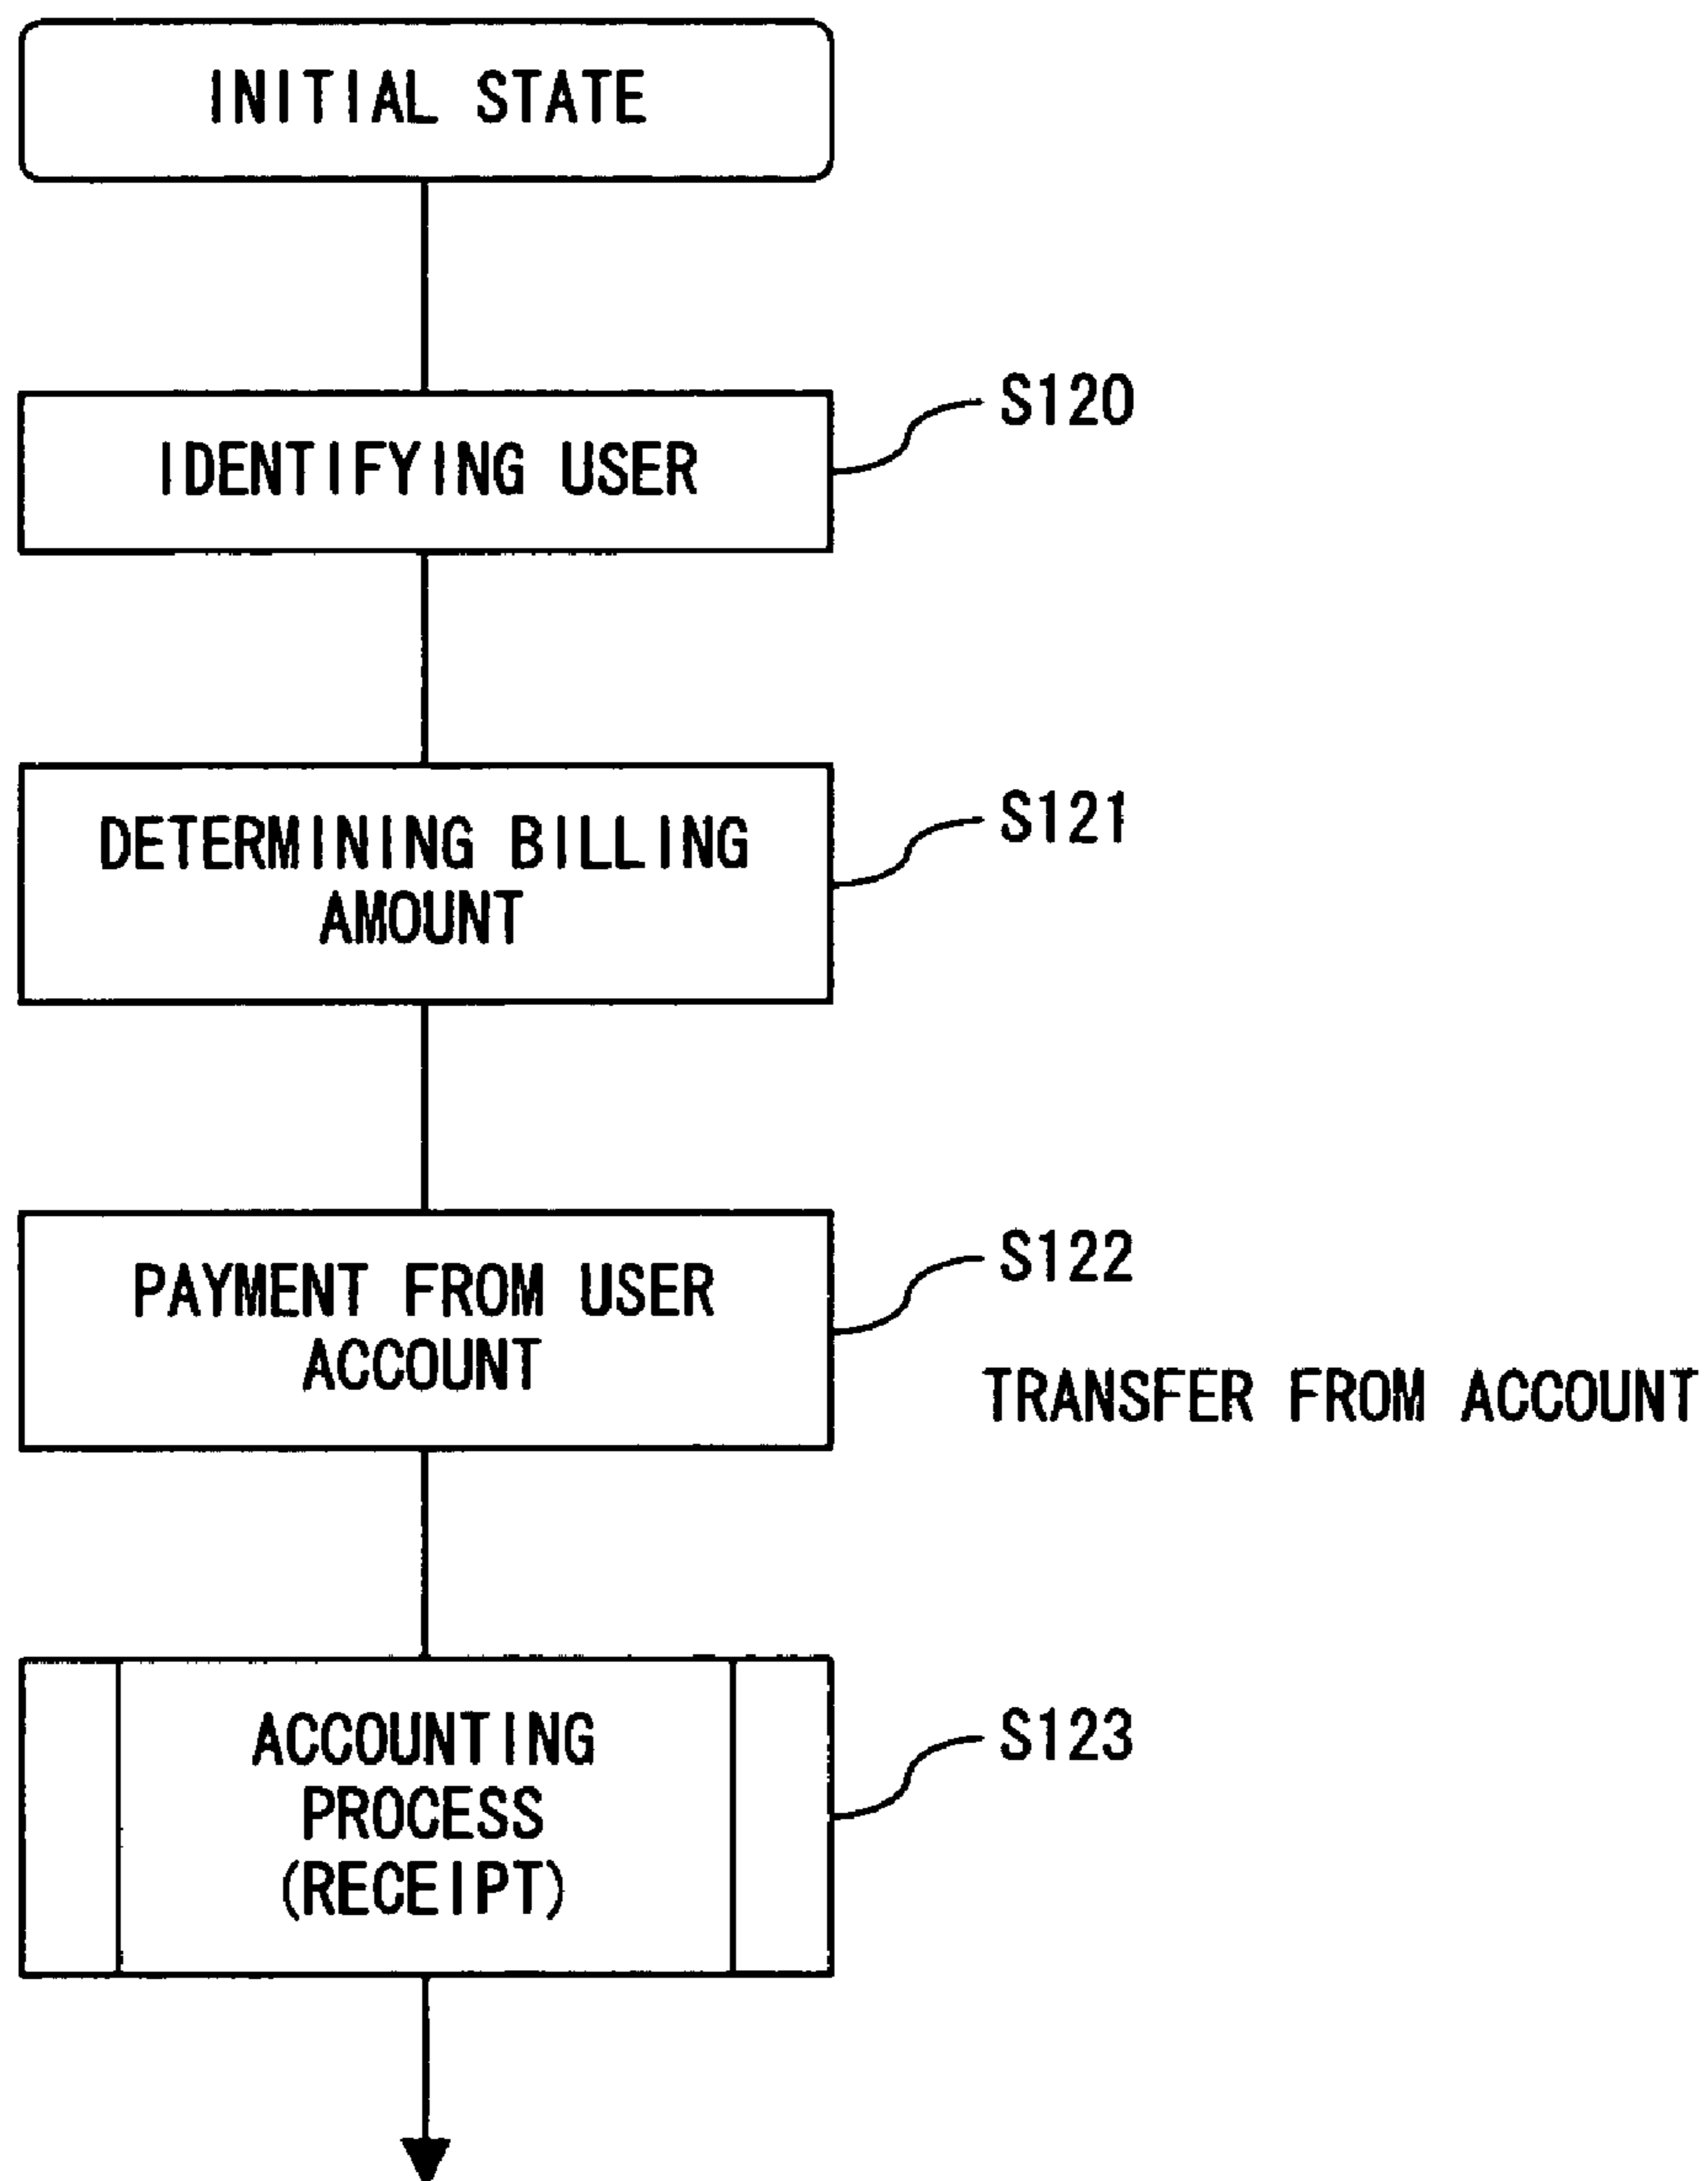 INITIAL STATE
S120
IDENTIFYING USER
S121
DETERMINING BILLING
AMOUNT
S122
PAYMENT FROM USER
ACCOUNT
TRANSFER FROM ACCOUNT
S123
ACCOUNTING
PROCESS
(RECEIPT)